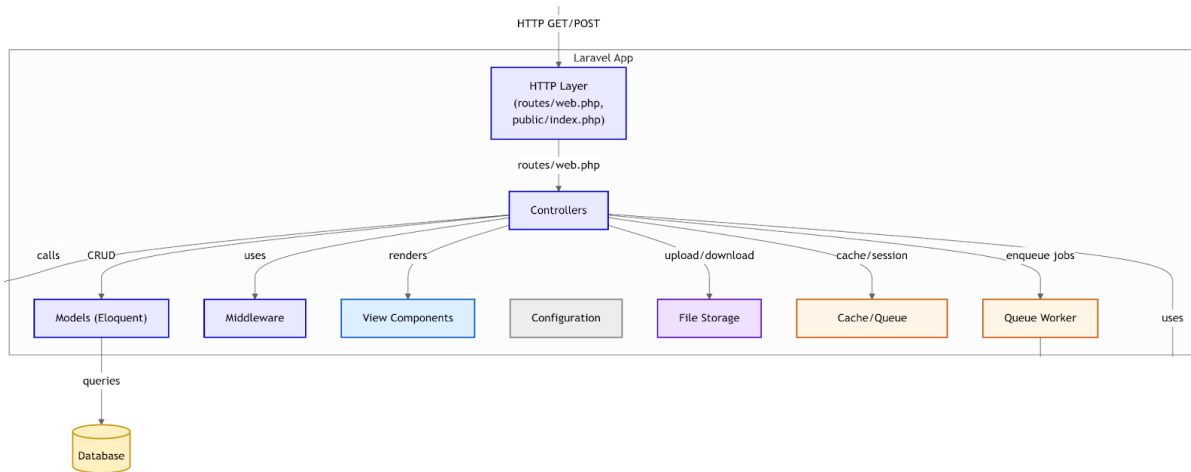 HTTP GET/POST
Laravel App
HTTP Layer
(routes/web.php,
public/index.php)
routes/web.php
Controllers
calls
CRUD
uses
renders
upload/download
cache/session
enqueue jobs
Models (Eloquent)
Middleware
View Components
Configuration
File Storage
Cache/Queue
Queue Worker
uses
queries
Database